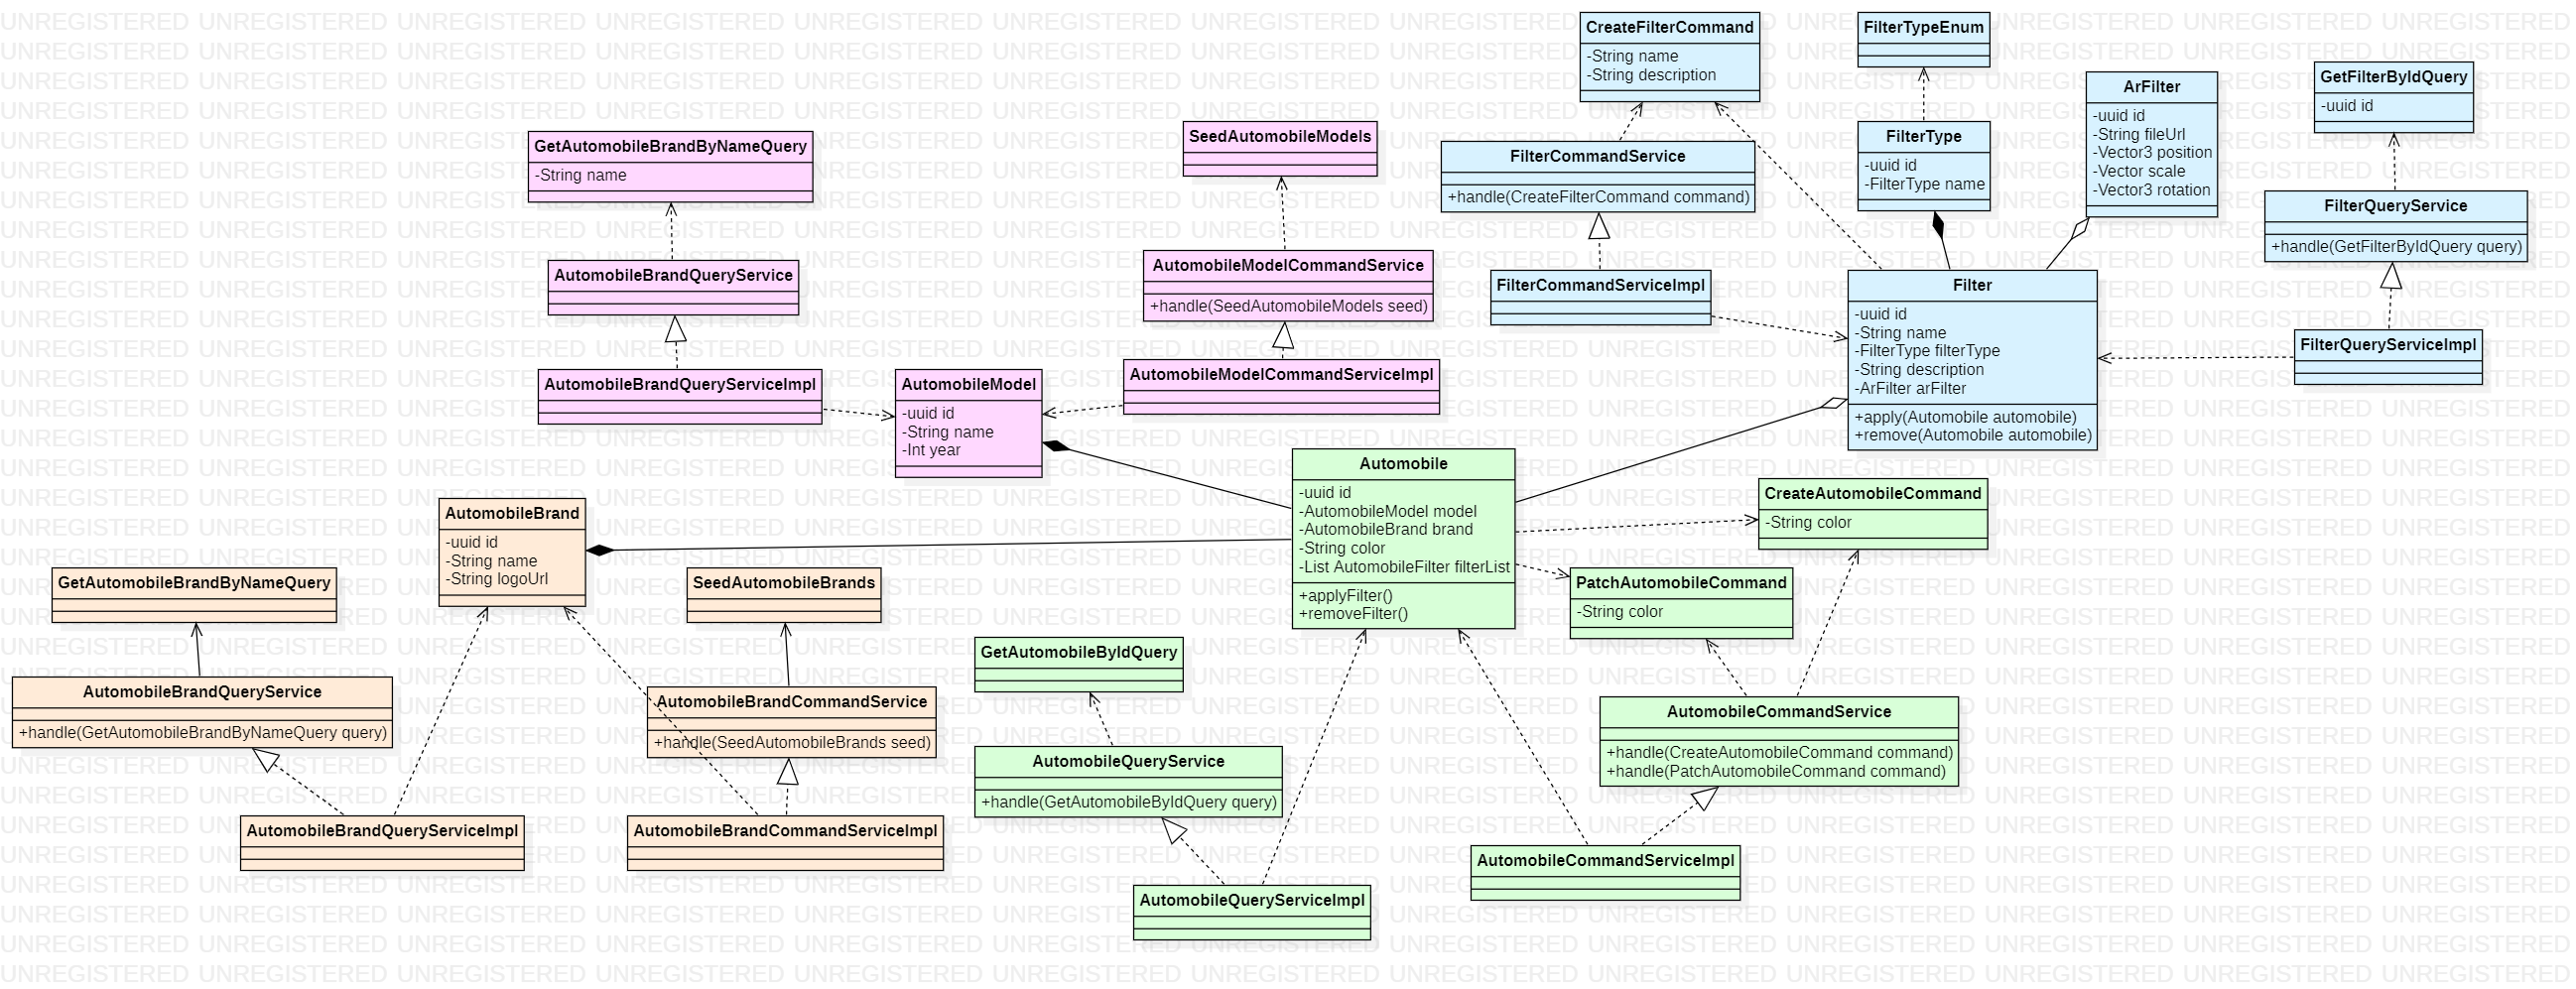 CreateFilterCommand
-String name
-String description
FilterTypeEnum
ArFilter
-uuid id
-String fileUrl
-Vector3 position
-Vector scale
-Vector3 rotation
GetFilterByIdQuery
-uuid id
GetAutomobileBrandByNameQuery
-String name
SeedAutomobileModels
FilterCommandService
+handle(CreateFilterCommand command)
FilterType
-uuid id
-FilterType name
FilterQueryService
+handle(GetFilterByIdQuery query)
AutomobileBrandQueryService
AutomobileModelCommandService
+handle(SeedAutomobileModels seed)
FilterCommandServiceImpl
Filter
-uuid id
-String name
-FilterType filterType
-String description
-ArFilter arFilter
+apply(Automobile automobile)
+remove(Automobile automobile)
FilterQueryServiceImpl
AutomobileBrandQueryServiceImpl
AutomobileModel
-uuid id
-String name
-Int year
AutomobileModelCommandServiceImpl
Automobile
-uuid id
-AutomobileModel model
-AutomobileBrand brand
-String color
-List AutomobileFilter filterList
+applyFilter()
+removeFilter()
CreateAutomobileCommand
-String color
AutomobileBrand
-uuid id
-String name
-String logoUrl
GetAutomobileBrandByNameQuery
SeedAutomobileBrands
PatchAutomobileCommand
-String color
GetAutomobileByIdQuery
AutomobileBrandQueryService
+handle(GetAutomobileBrandByNameQuery query)
AutomobileBrandCommandService
+handle(SeedAutomobileBrands seed)
AutomobileCommandService
+handle(CreateAutomobileCommand command)
+handle(PatchAutomobileCommand command)
AutomobileQueryService
+handle(GetAutomobileByIdQuery query)
AutomobileBrandQueryServiceImpl
AutomobileBrandCommandServiceImpl
AutomobileCommandServiceImpl
AutomobileQueryServiceImpl
UNREGISTERED